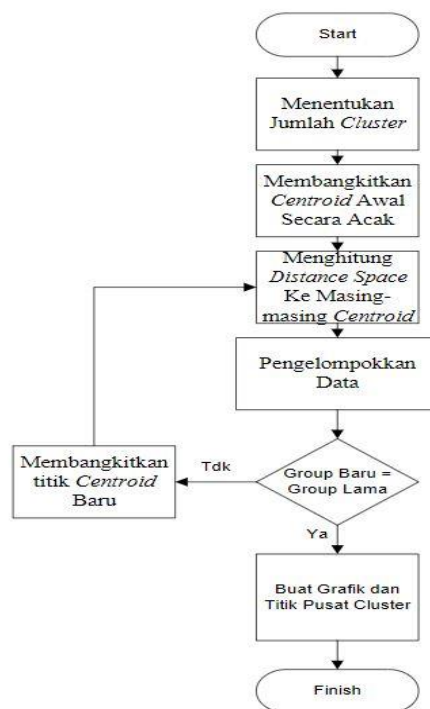 Start
Menentukan
Jumlah Cluster
Membangkitkan
Centroid Awal
Secara Acak
Menghitung
Distance Space
Ke Masing-
masing Centroid
Pengelompokkan
Data
Group Baru =
Group Lama
Tdk
Membangkitkan
titik Centroid
Baru
Ya
Buat Grafik dan
Titik Pusat Cluster
Finish